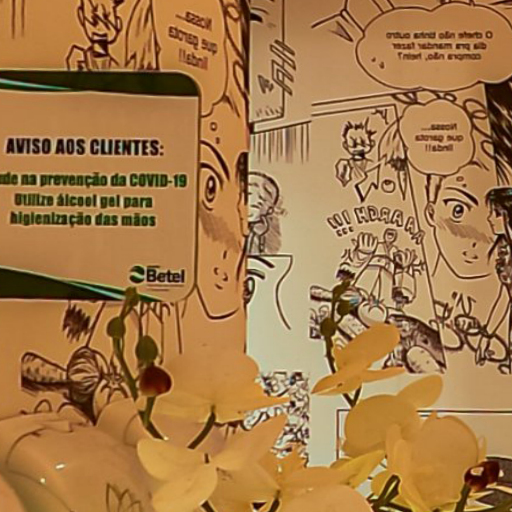 AVISO AOS CLIENTES:
de na prevenção da COVID-19
Utilize álcool gel para
higienização das mãos
Betel
Nossa...
que garota
linda!!
O chefe não tinha outro
dia pra mandar fazer
compra não, hein?
Nossa...
que garota
linda!!